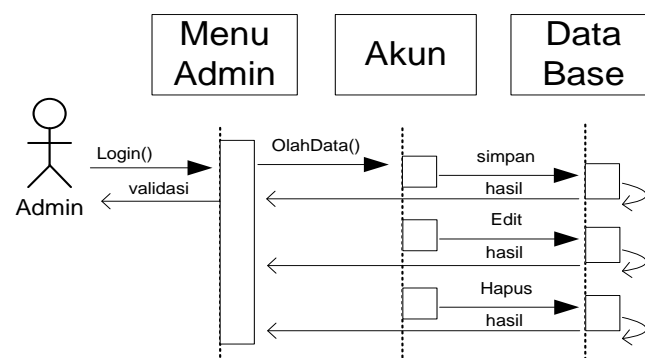 Menu
Admin
Akun
Data
Base
Login()
OlahData()
simpan
validasi
hasil
Admin
Edit
hasil
Hapus
hasil